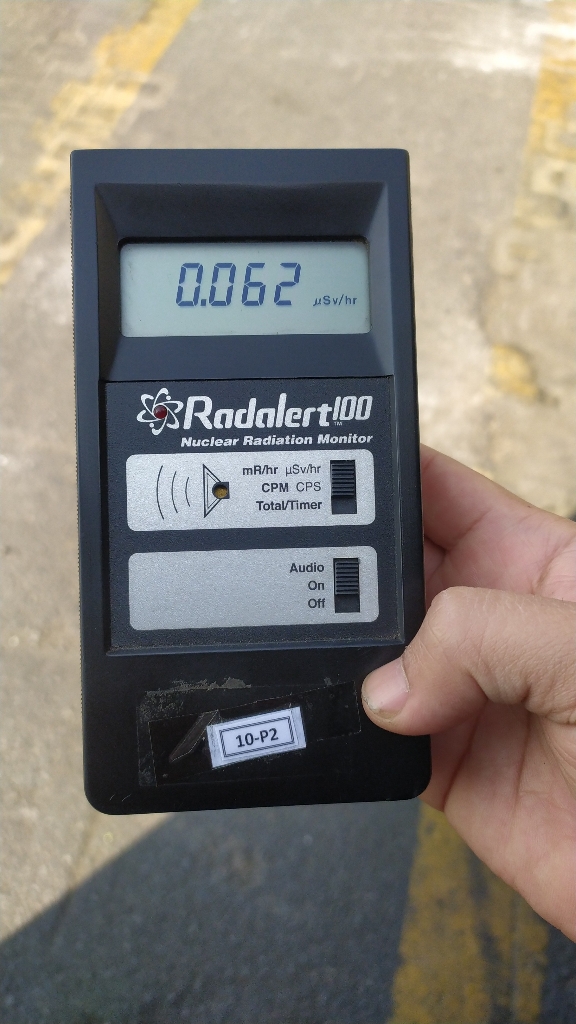 0.062 µSv/hr
Radalert100™
Nuclear Radiation Monitor
mR/hr µSv/hr
CPM CPS
Total/Timer
Audio
On
Off
10-P2